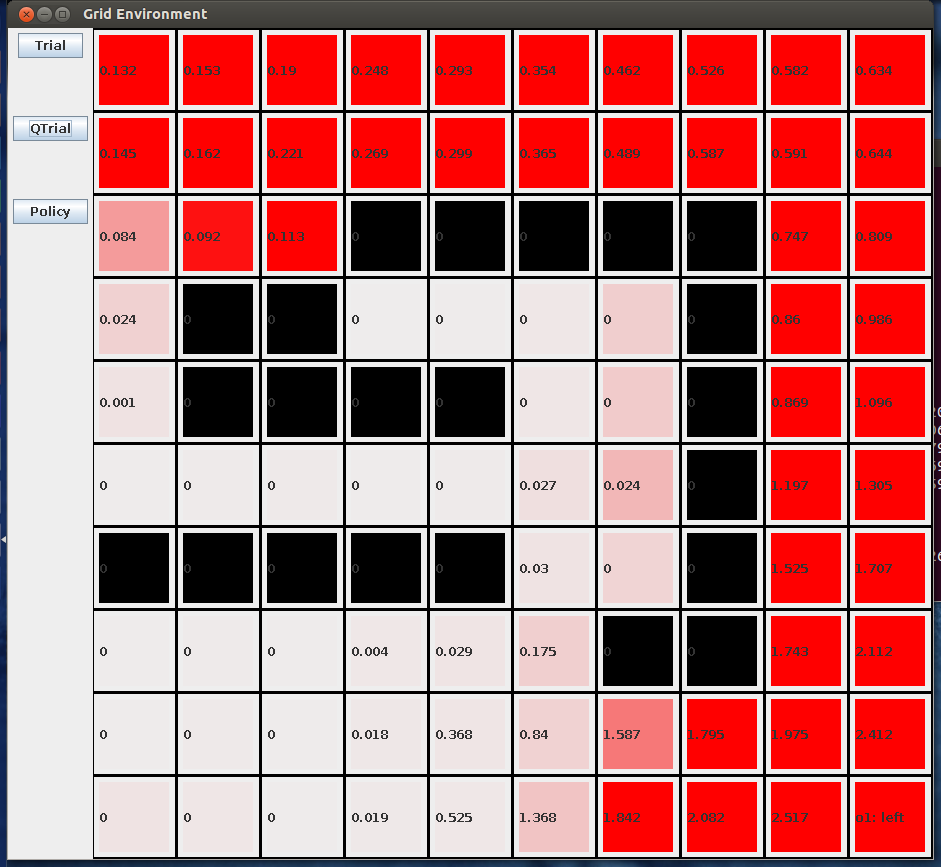 Grid Environment
Trial
0.132 0.153 0.19 0.248 0.293 0.354 0.462 0.526 0.582 0.634
QTrial
0.145 0.162 0.221 0.269 0.299 0.365 0.489 0.587 0.591 0.644
Policy
0.084 0.092 0.113 0 0 0 0 0 0.747 0.809
0.024 0 0 0 0 0 0 0 0.86 0.986
0.001 0 0 0 0 0 0 0 0.869 1.096
0 0 0 0 0 0.027 0.024 0 1.197 1.305
0 0 0 0 0 0.03 0 0 1.525 1.707
0 0 0 0.004 0.029 0.175 0 0 1.743 2.112
0 0 0 0.018 0.368 0.84 1.587 1.795 1.975 2.412
0 0 0 0.019 0.525 1.368 1.842 2.082 2.517 o1: left